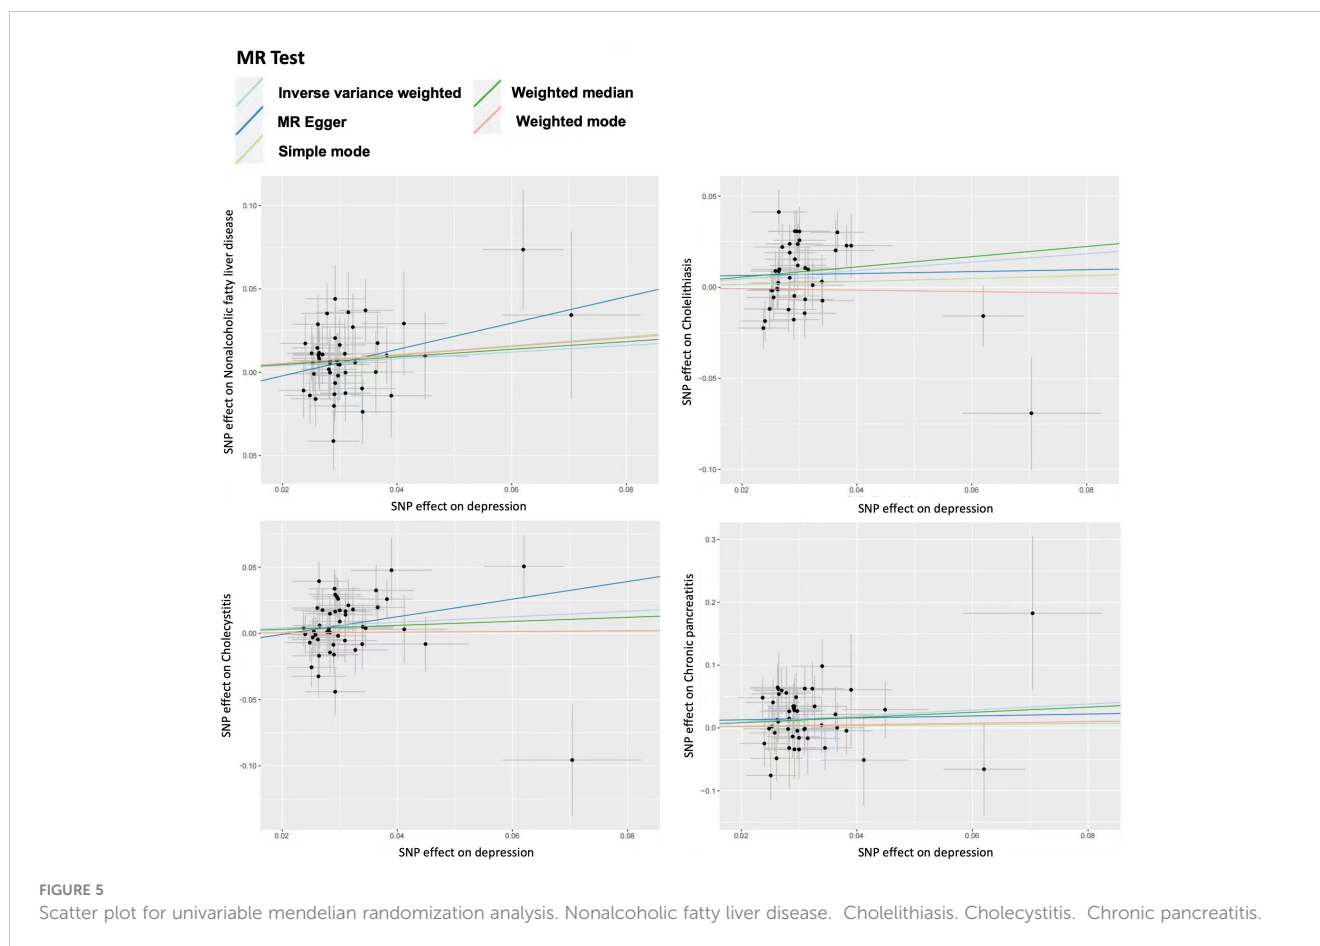 MR Test
Inverse variance weighted
Weighted median
MR Egger
Weighted mode
Simple mode
SNP effect on Nonalcoholic fatty liver disease
0.10
0.05
0.00
0.05
0.02 0.04 0.06 0.08
SNP effect on depression
SNP effect on Cholelithiasis
0.05
0.00
-0.05
-0.10
0.02 0.04 0.06 0.08
SNP effect on depression
SNP effect on Cholecystitis
0.05
0.00
-0.05
-0.10
0.02 0.04 0.06 0.08
SNP effect on depression
SNP effect on Chronic pancreatitis
0.3
0.2
0.1
0.0
-0.1
0.02 0.04 0.06 0.08
SNP effect on depression
FIGURE 5
Scatter plot for univariable mendelian randomization analysis. Nonalcoholic fatty liver disease. Cholelithiasis. Cholecystitis. Chronic pancreatitis.